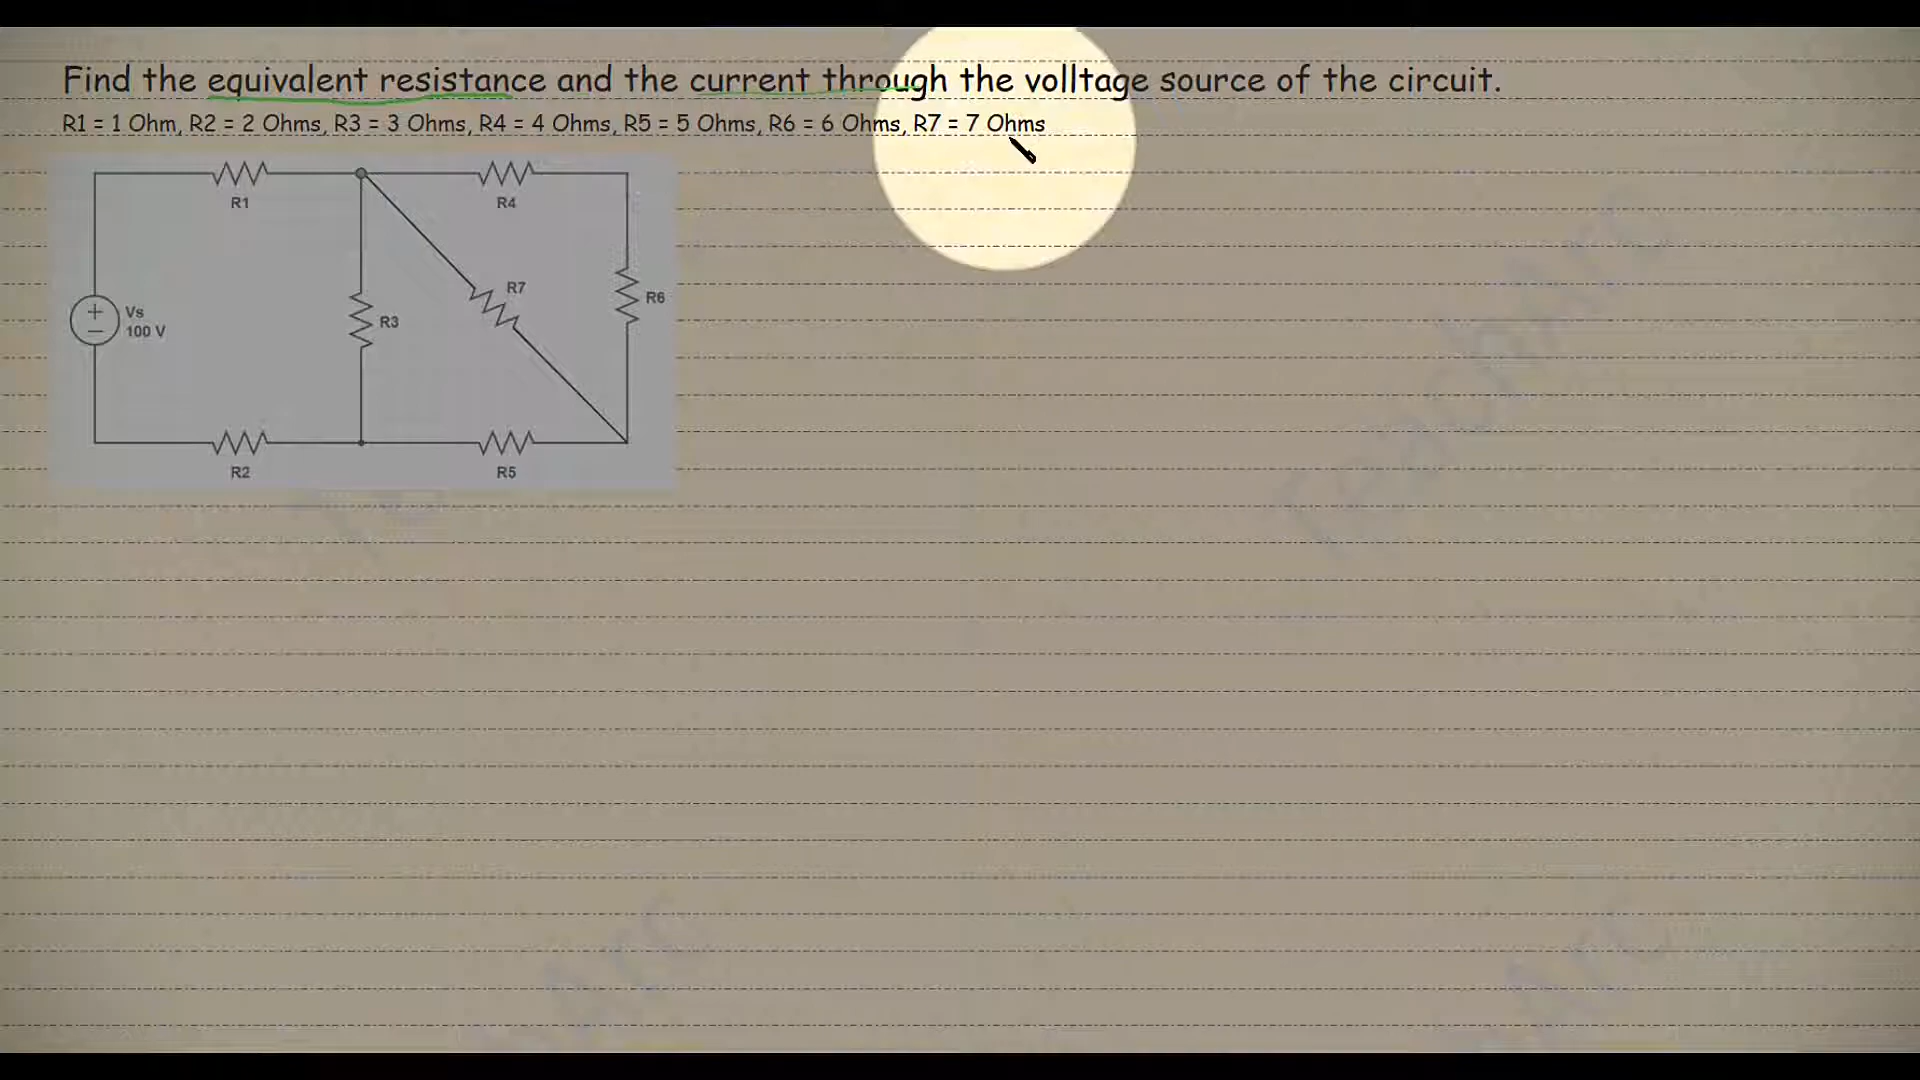 Find the equivalent resistance and the current through the volltage source of the circuit.
R1 = 1 Ohm, R2 = 2 Ohms, R3 = 3 Ohms, R4 = 4 Ohms, R5 = 5 Ohms, R6 = 6 Ohms, R7 = 7 Ohms
R1
R4
R7
R6
Vs
100 V
R3
R2
R5
TeachArc